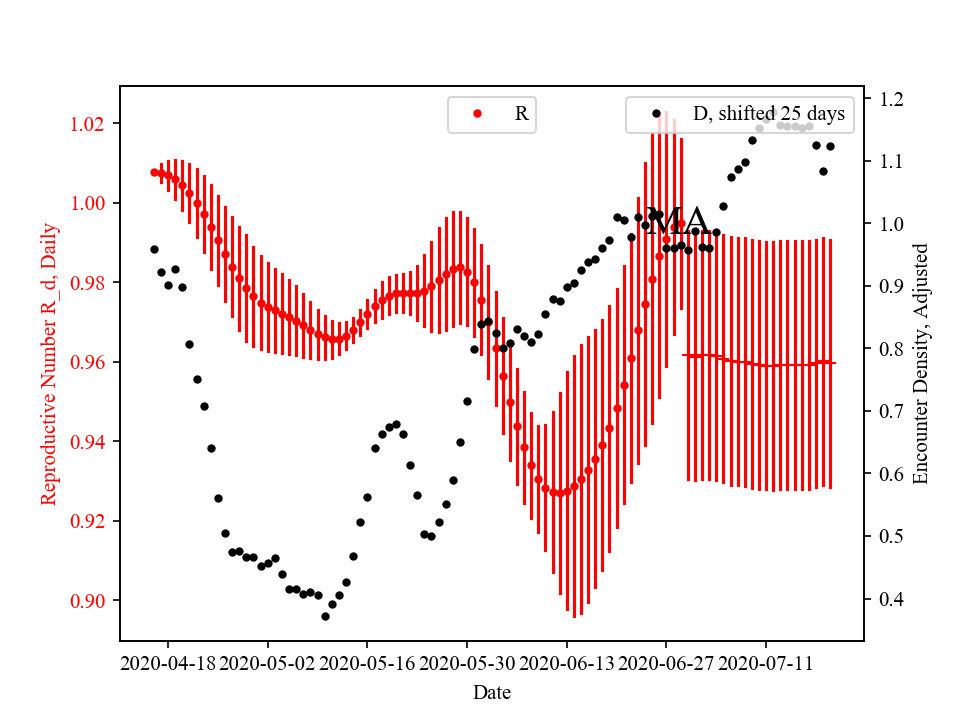 R
D, shifted 25 days
MA
Reproductive Number R_d, Daily
1.02
1.00
0.98
0.96
0.94
0.92
0.90
Encounter Density, Adjusted
1.2
1.1
1.0
0.9
0.8
0.7
0.6
0.5
0.4
2020-04-18 2020-05-02 2020-05-16 2020-05-30 2020-06-13 2020-06-27 2020-07-11
Date